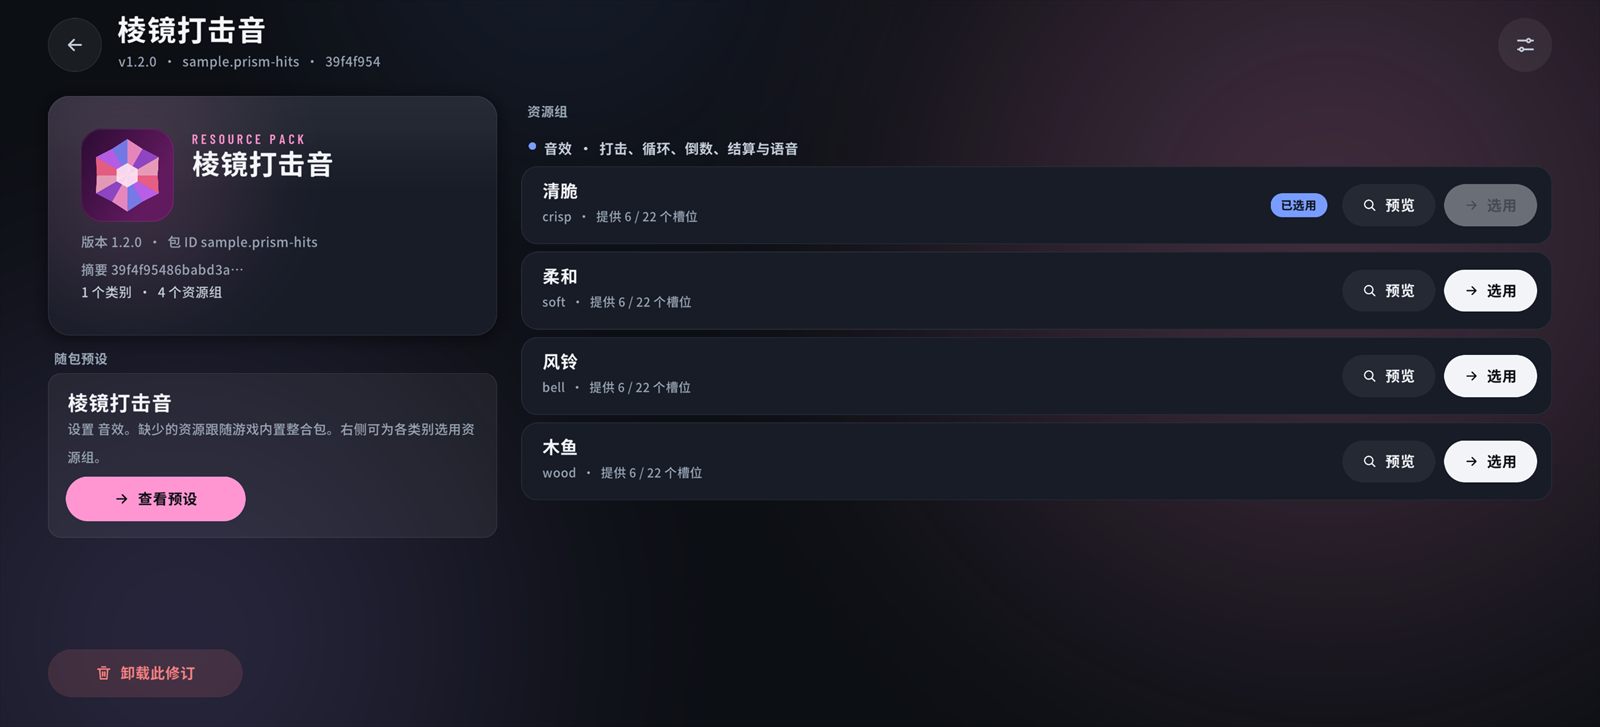 棱镜打击音
v1.2.0 • sample.prism-hits • 39f4f954
RESOURCE PACK
棱镜打击音
版本 1.2.0 • 包 ID sample.prism-hits
摘要 39f4f95486babd3a…
1 个类别 • 4 个资源组
随包预设
棱镜打击音
设置 音效。缺少的资源跟随游戏内置整合包。右侧可为各类别选用资
源组。
查看预设
卸载此修订
资源组
音效 • 打击、循环、倒数、结算与语音
清脆
crisp • 提供 6 / 22 个槽位
已选用 预览 选用
柔和
soft • 提供 6 / 22 个槽位
预览 选用
风铃
bell • 提供 6 / 22 个槽位
预览 选用
木鱼
wood • 提供 6 / 22 个槽位
预览 选用